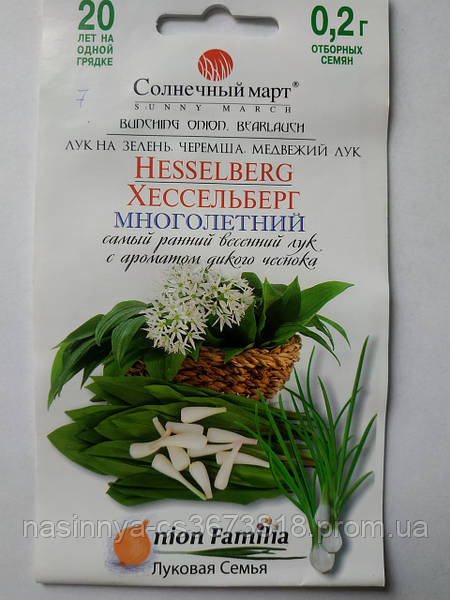 20
ЛЕТ НА
ОДНОЙ
ГРЯДКЕ
0,2 г
ОТБОРНЫХ
СЕМЯН
7
Солнечный март®
SUNNY MARCH
BUNCHING ONION, BEARLAUCH
ЛУК НА ЗЕЛЕНЬ, ЧЕРЕМША, МЕДВЕЖИЙ ЛУК
HESSELBERG
ХЕССЕЛЬБЕРГ
МНОГОЛЕТНИЙ
самый ранний весенний лук
с ароматом дикого чеснока
nasinnya-cs3673818.prom.ua
Onion Familia
Луковая Семья